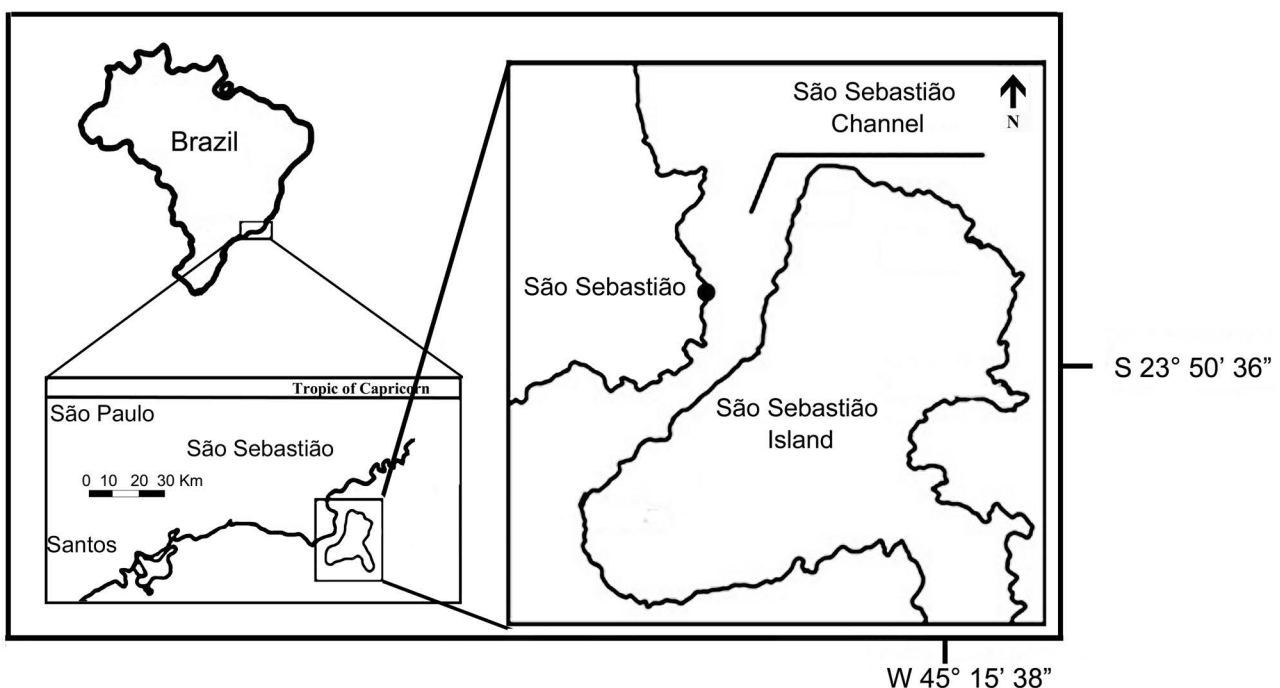 Brazil
São Sebastião
Channel
N
São Sebastião
São Sebastião
Island
S 23° 50’ 36”
W 45° 15’ 38”
Tropic of Capricorn
São Paulo
São Sebastião
0 10 20 30 Km
Santos